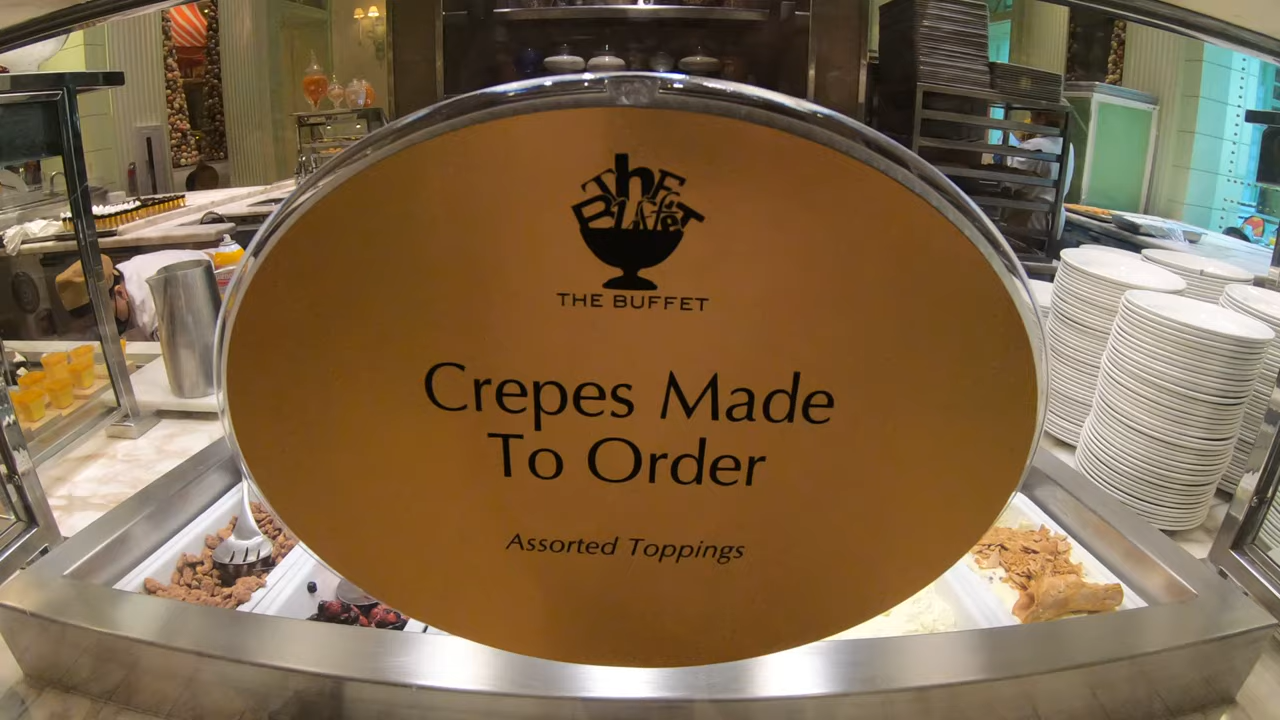 The
Buffet
THE BUFFET
Crepes Made
To Order
Assorted Toppings